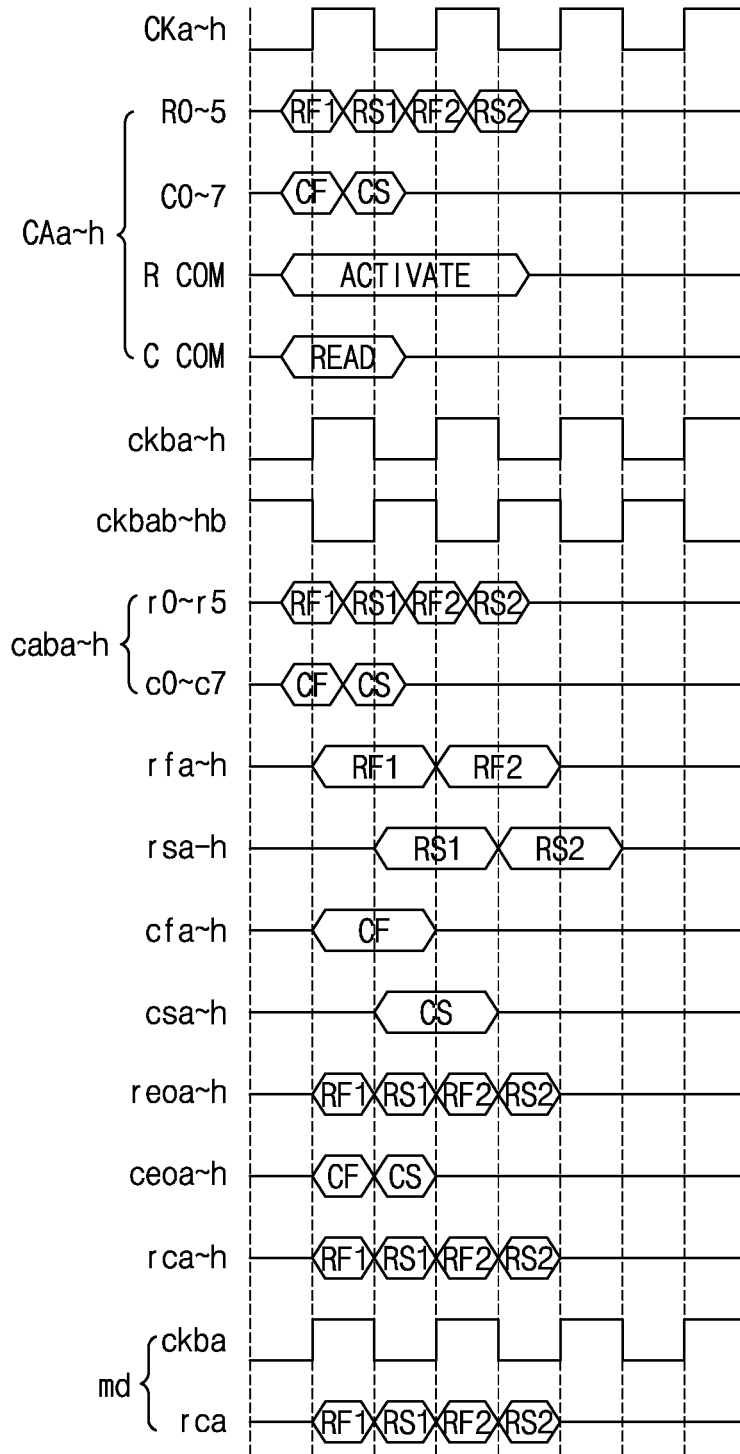 CKa~h
R0~5 RF1 RS1 RF2 RS2
C0~7 CF CS
CAa~h
R COM ACTIVATE
C COM READ
ckba~h
ckbab~hb
r0~r5 RF1 RS1 RF2 RS2
caba~h
c0~c7 CF CS
rfa~h RF1 RF2
rsa-h RS1 RS2
cfa~h CF
csa~h CS
reoa~h RF1 RS1 RF2 RS2
ceoa~h CF CS
rca~h RF1 RS1 RF2 RS2
ckba
md
rca RF1 RS1 RF2 RS2